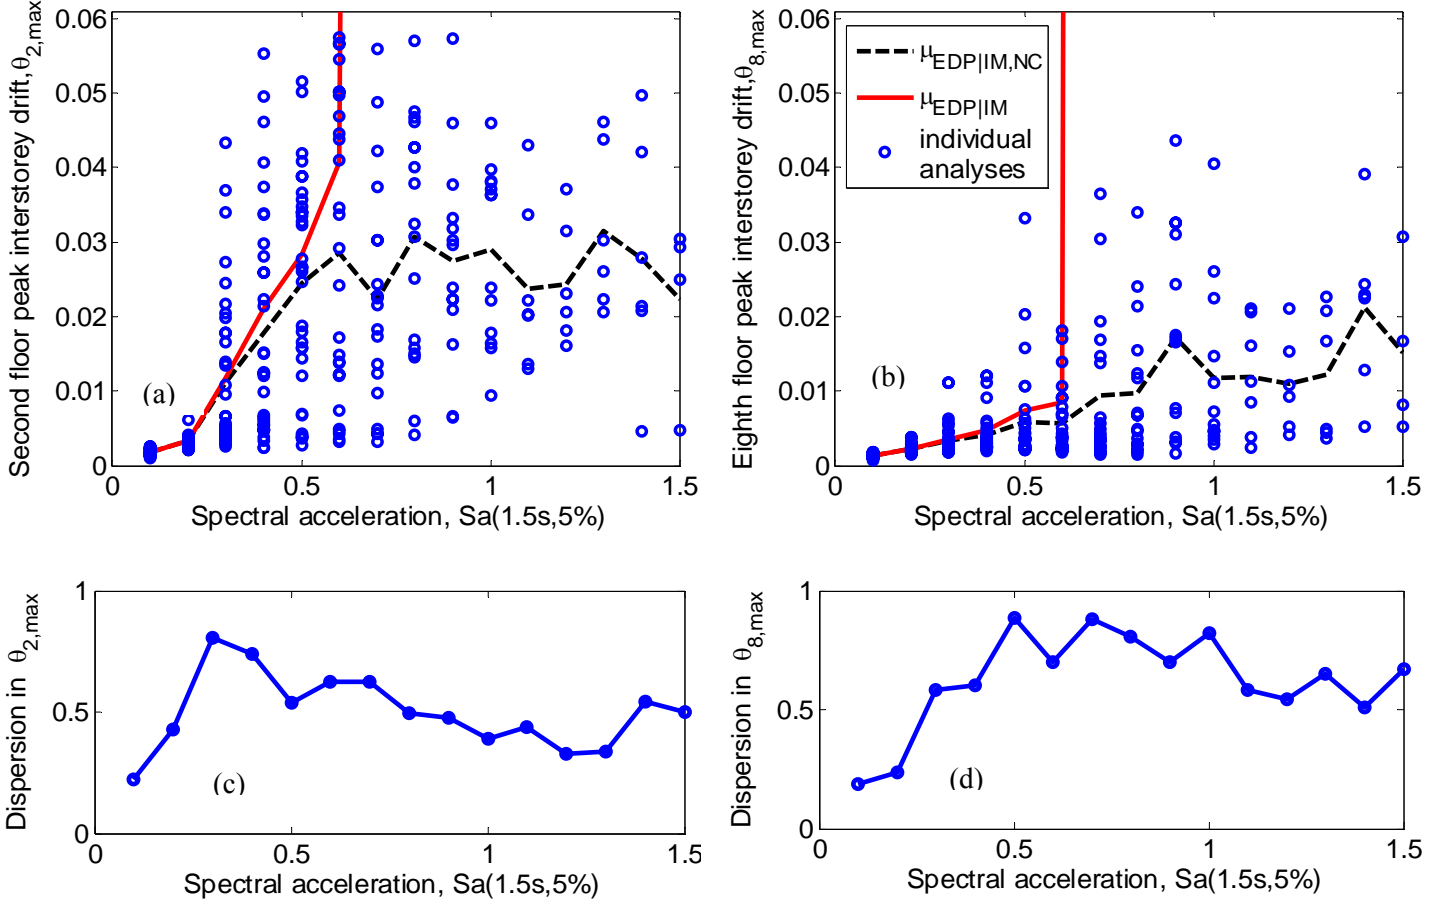 Second floor peak interstorey drift,θ2,max
0.06
0.05
0.04
0.03
0.02
0.01
0
(a)
0
0.5
1
1.5
Spectral acceleration, Sa(1.5s,5%)
Eighth floor peak interstorey drift,θ8,max
0.06
0.05
0.04
0.03
0.02
0.01
0
μEDP|IM,NC
μEDP|IM
individual
analyses
(b)
0
0.5
1
1.5
Spectral acceleration, Sa(1.5s,5%)
Dispersion in θ2,max
1
0.5
0
(c)
0
0.5
1
1.5
Spectral acceleration, Sa(1.5s,5%)
Dispersion in θ8,max
1
0.5
0
(d)
0
0.5
1
1.5
Spectral acceleration, Sa(1.5s,5%)